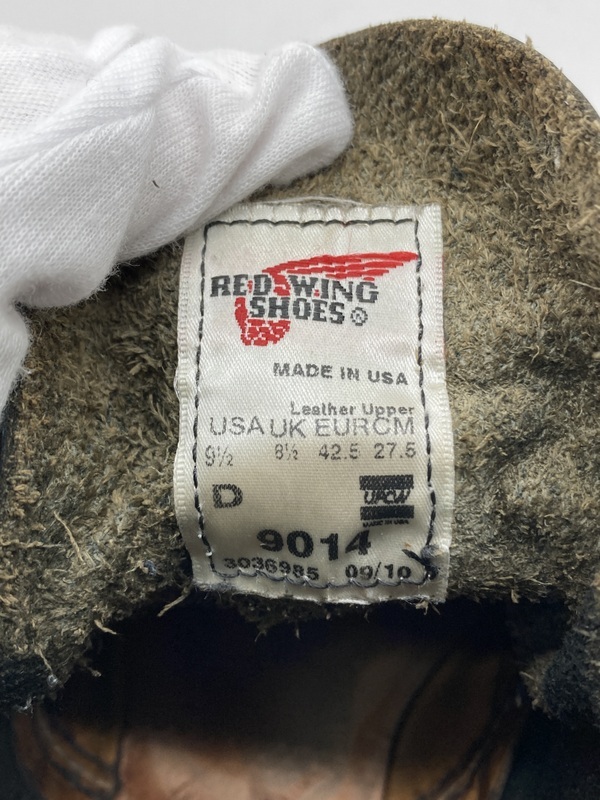 RED WING
SHOES®
MADE IN USA
Leather Upper
USA UK EUR CM
9½ 8½ 42.5 27.5
D
UFCW
MADE IN USA
9014
3036985 09/10